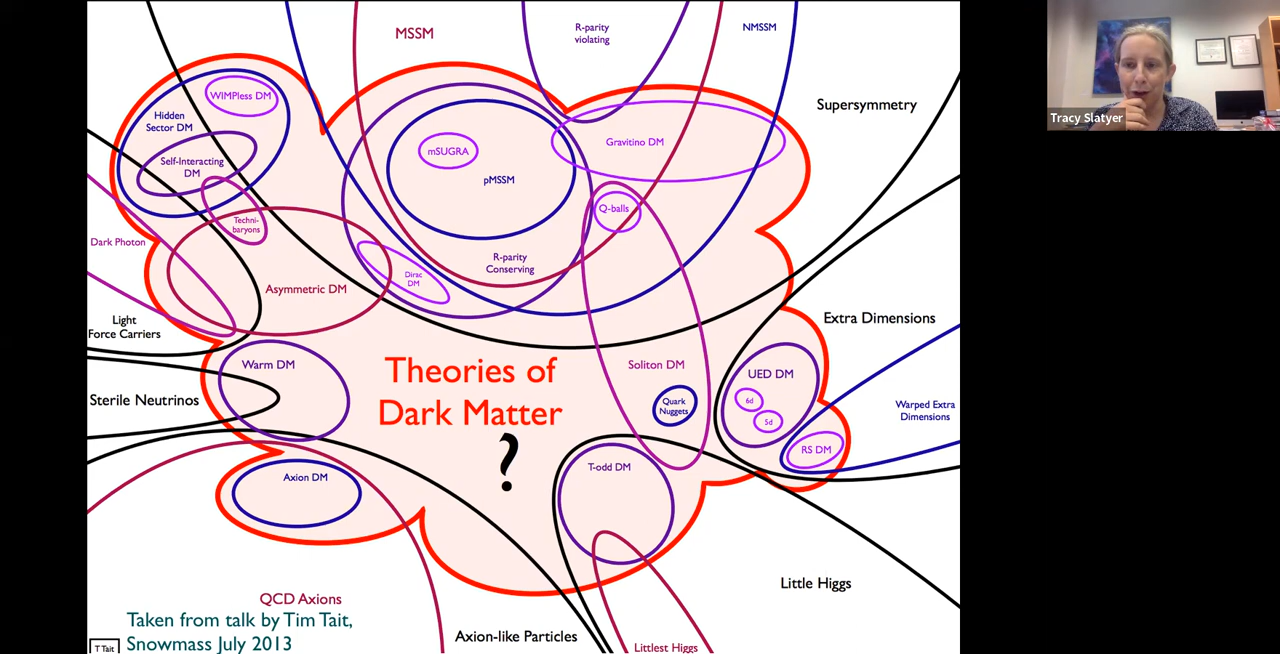 MSSM
R-parity
violating
NMSSM
WIMPless DM
Hidden
Sector DM
Self-Interacting
DM
Techni-
baryons
mSUGRA
pMSSM
Gravitino DM
Supersymmetry
Tracy Slatyer
Q-balls
Dark Photon
R-parity
Conserving
Dirac
DM
Asymmetric DM
Light
Force Carriers
Extra Dimensions
Warm DM
Theories of
Dark Matter
?
Soliton DM
Quark
Nuggets
UED DM
6d
5d
Sterile Neutrinos
Warped Extra
Dimensions
RS DM
Axion DM
T-odd DM
Little Higgs
QCD Axions
Taken from talk by Tim Tait,
Snowmass July 2013
T Tait
Axion-like Particles
Littlest Higgs